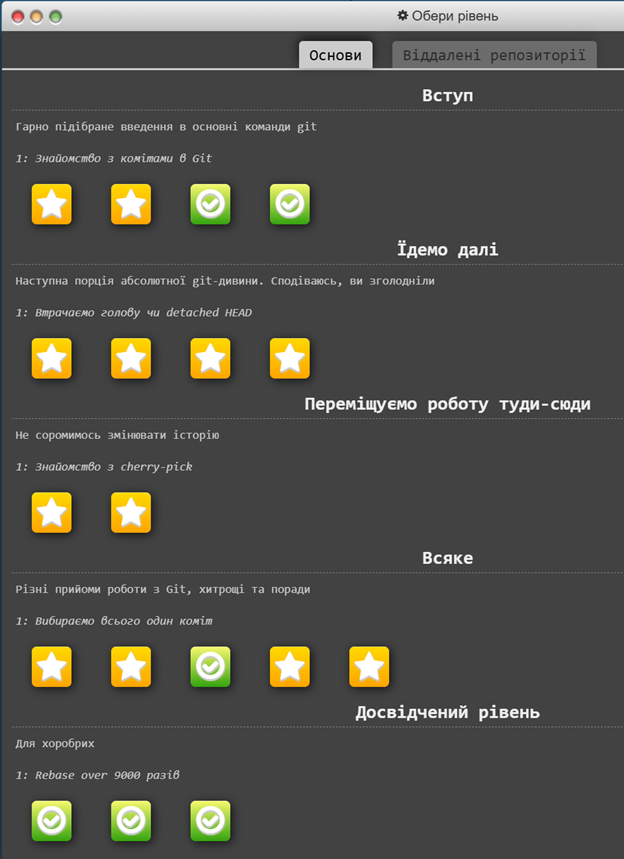 Обери рівень
Основи Віддалені репозиторії
Вступ
Гарно підібране введення в основні команди git
1: Знайомство з комітами в Git
Їдемо далі
Наступна порція абсолютної git-дивини. Сподіваюсь, ви зголодніли
1: Втрачаємо голову чи detached HEAD
Переміщуємо роботу туди-сюди
Не соромимось змінювати історію
1: Знайомство з cherry-pick
Всяке
Різні прийоми роботи з Git, хитрощі та поради
1: Вибираємо всього один коміт
Досвідчений рівень
Для хоробрих
1: Rebase over 9000 разів